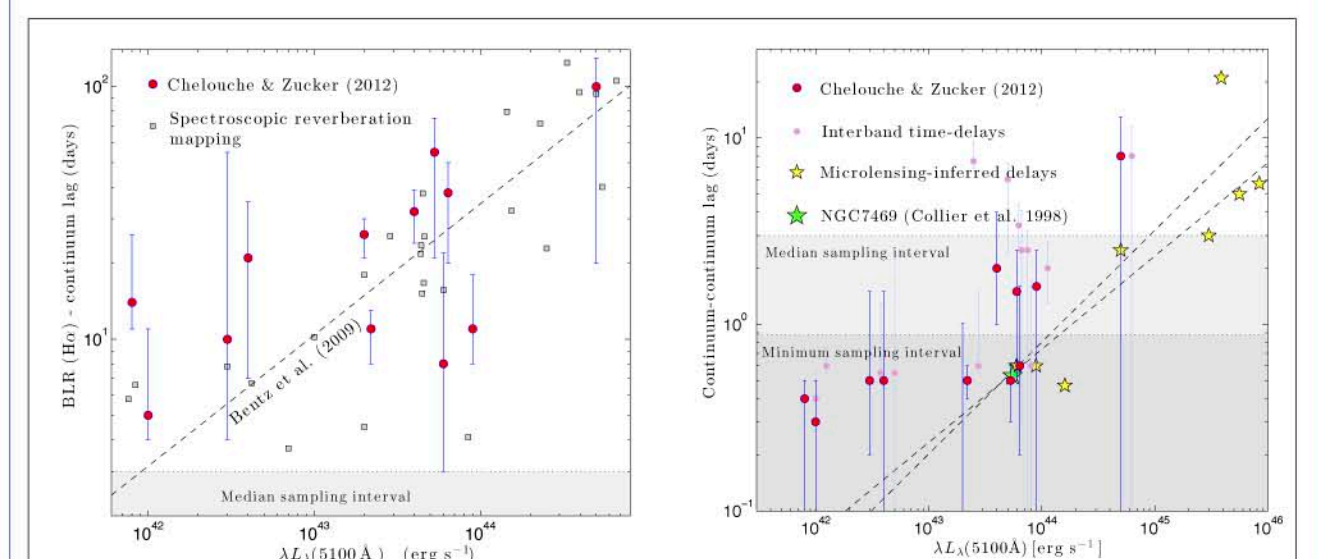 10²
Chelouche & Zucker (2012)
Spectroscopic reverberation
mapping
BLR (Hα) - continuum lag (days)
10¹
Bentz et al. (2009)
Median sampling interval
10⁴²
10⁴³
10⁴⁴
λLλ(5100Å) (erg s⁻¹)
Chelouche & Zucker (2012)
Interband time-delays
Microlensing-inferred delays
NGC7469 (Collier et al. 1998)
Continuum-continuum lag (days)
10¹
Median sampling interval
10⁰
Minimum sampling interval
10⁻¹
10⁴²
10⁴³
10⁴⁴
10⁴⁵
10⁴⁶
λLλ(5100Å) [erg s⁻¹]